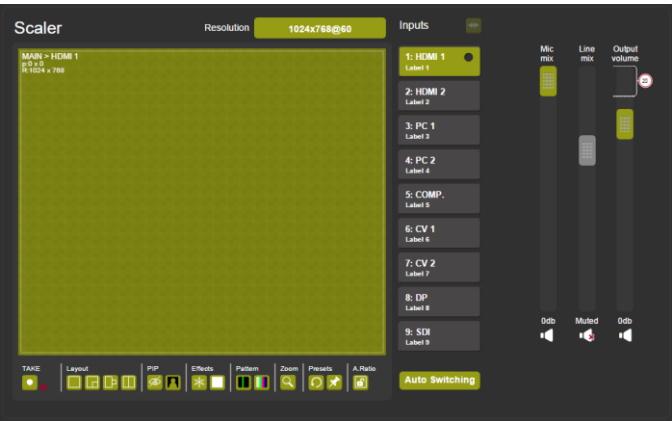 Scaler
Resolution
1024x768@60
MAIN > HDMI 1
p:0 x 0
R:1024 x 768
TAKE
Layout
PIP
Effects
Pattern
Zoom
Presets
A.Ratio
Inputs
1: HDMI 1
Label 1
2: HDMI 2
Label 2
3: PC 1
Label 3
4: PC 2
Label 4
5: COMP.
Label 5
6: CV 1
Label 6
7: CV 2
Label 7
8: DP
Label 8
9: SDI
Label 9
Auto Switching
Mic
mix
Line
mix
Output
volume
20
0db
Muted
0db